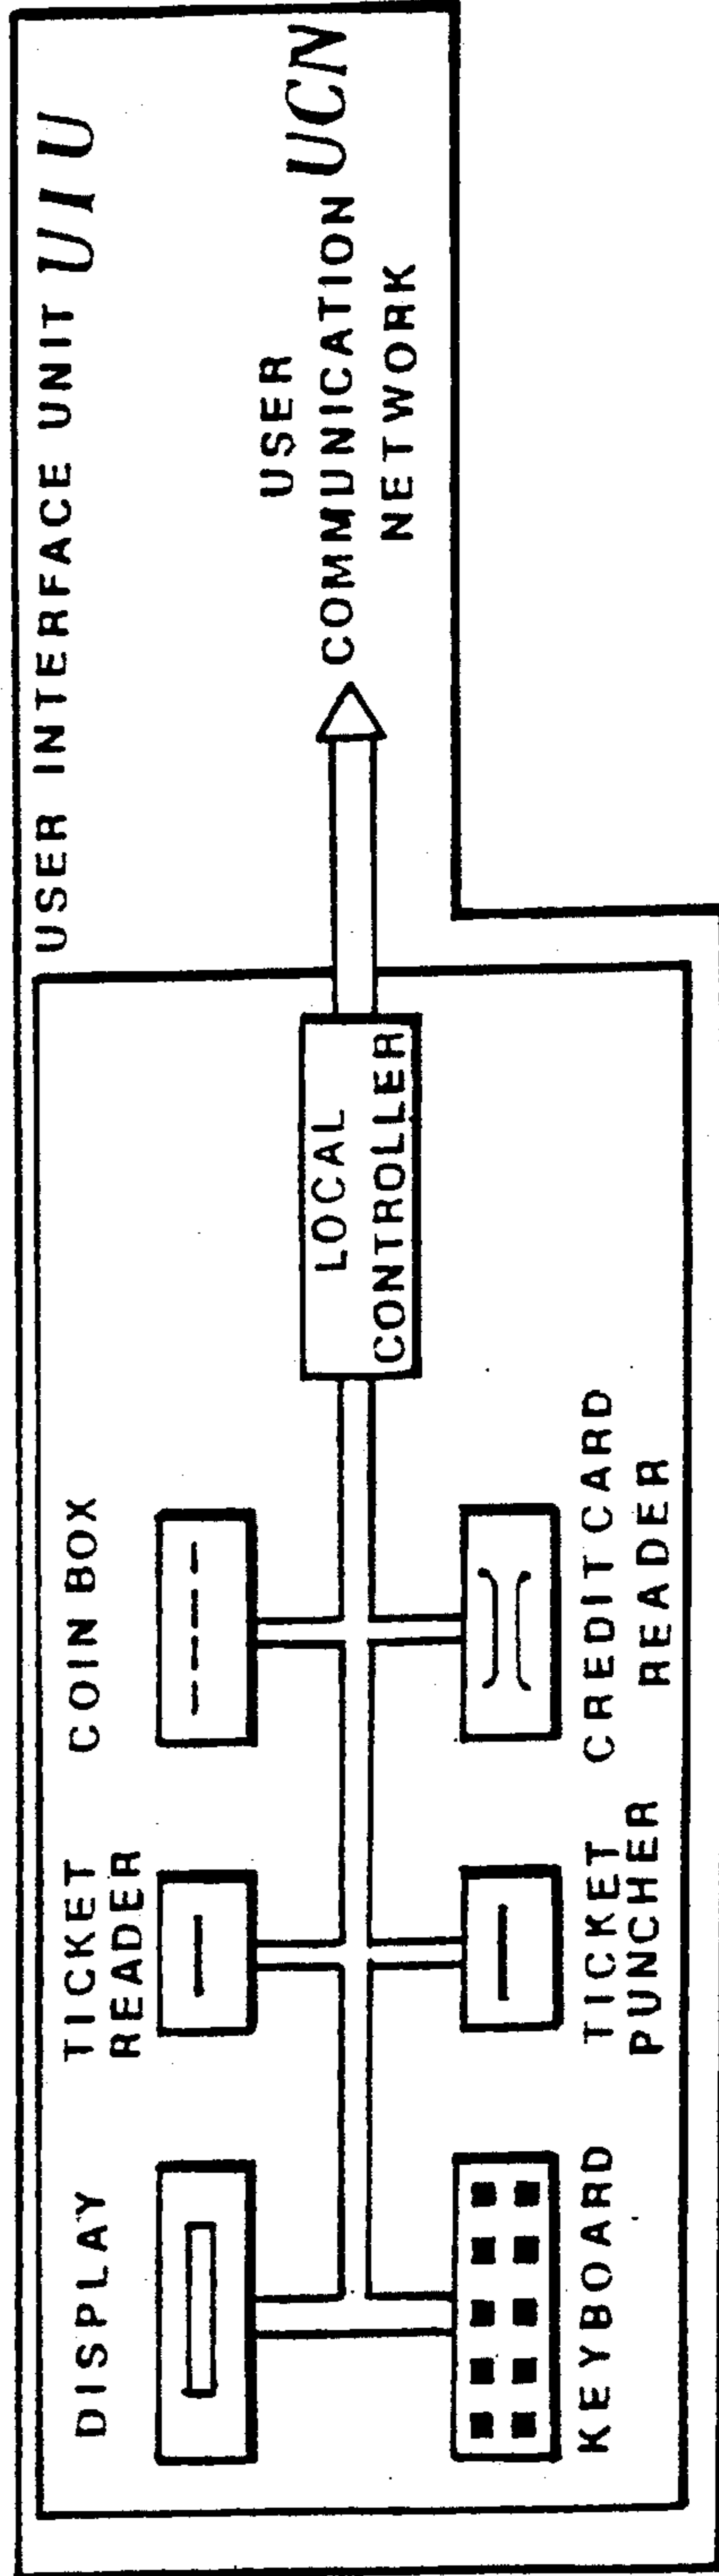 USER INTERFACE UNIT UIU
DISPLAY
TICKET
READER
COIN BOX
LOCAL
CONTROLLER
USER
COMMUNICATION UCN
NETWORK
KEYBOARD
TICKET
PUNCHER
CREDIT CARD
READER